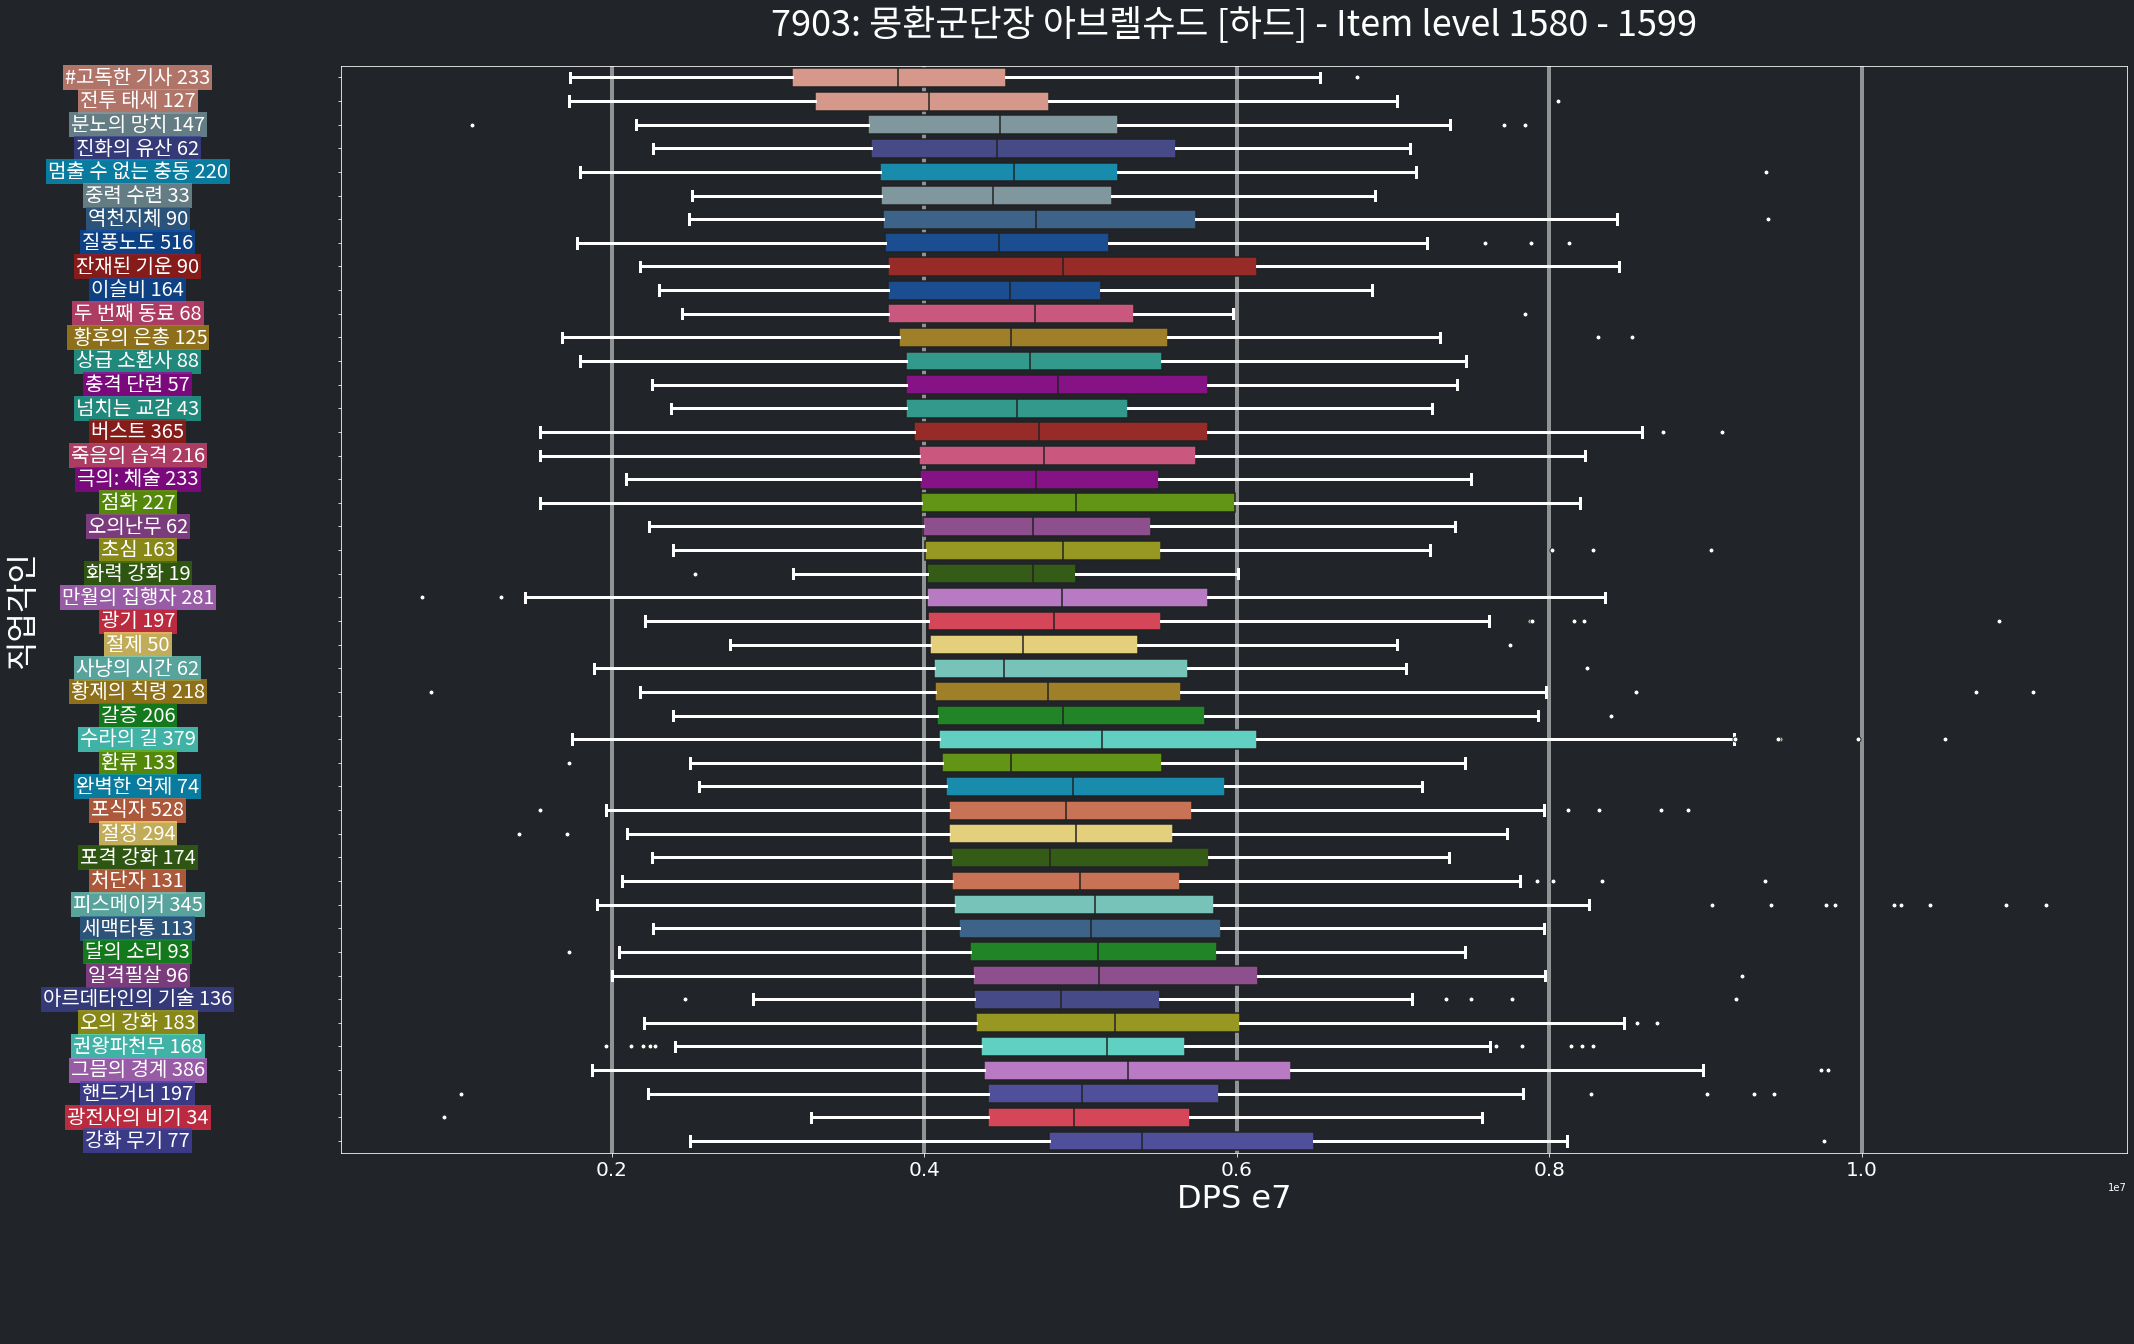 7903: 몽환군단장 아브렐슈드 [하드] - Item level 1580 - 1599
#고독한 기사 233
전투 태세 127
분노의 망치 147
진화의 유산 62
멈출 수 없는 충동 220
중력 수련 33
역천지체 90
질풍노도 516
잔재된 기운 90
이슬비 164
두 번째 동료 68
황후의 은총 125
상급 소환사 88
충격 단련 57
넘치는 교감 43
버스트 365
죽음의 습격 216
극의: 체술 233
점화 227
오의난무 62
초심 163
화력 강화 19
만월의 집행자 281
광기 197
절제 50
사냥의 시간 62
황제의 칙령 218
갈증 206
수라의 길 379
환류 133
완벽한 억제 74
포식자 528
절정 294
포격 강화 174
처단자 131
피스메이커 345
세맥타통 113
달의 소리 93
일격필살 96
아르데타인의 기술 136
오의 강화 183
권왕파천무 168
그믐의 경계 386
핸드거너 197
광전사의 비기 34
강화 무기 77
직업각인
0.2 0.4 0.6 0.8 1.0
DPS e7
1e7